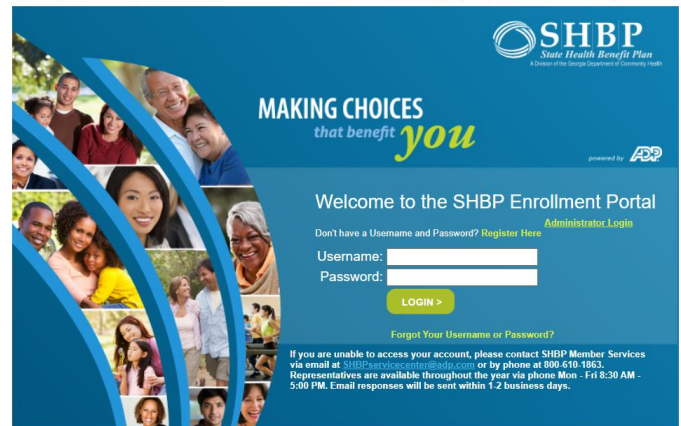 SHBP
State Health Benefit Plan
A Division of the Georgia Department of Community Health
MAKING CHOICES
that benefit you
powered by ADP
Welcome to the SHBP Enrollment Portal
Administrator Login
Don't have a Username and Password? Register Here
Username:
Password:
LOGIN >
Forgot Your Username or Password?
If you are unable to access your account, please contact SHBP Member Services
via email at SHBPservicecenter@adp.com or by phone at 800-610-1863.
Representatives are available throughout the year via phone Mon - Fri 8:30 AM -
5:00 PM. Email responses will be sent within 1-2 business days.